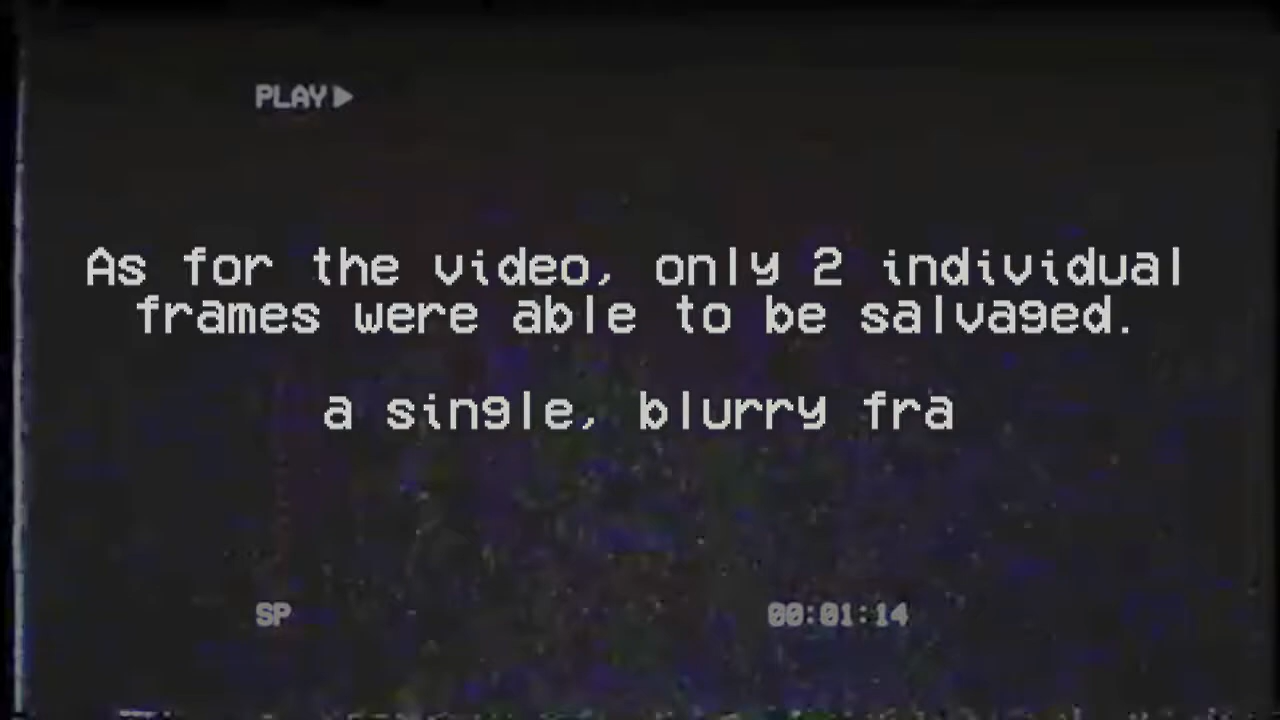 PLAY▶
As for the video, only 2 individual
frames were able to be salvaged.
a single, blurry fra
SP
00:01:14